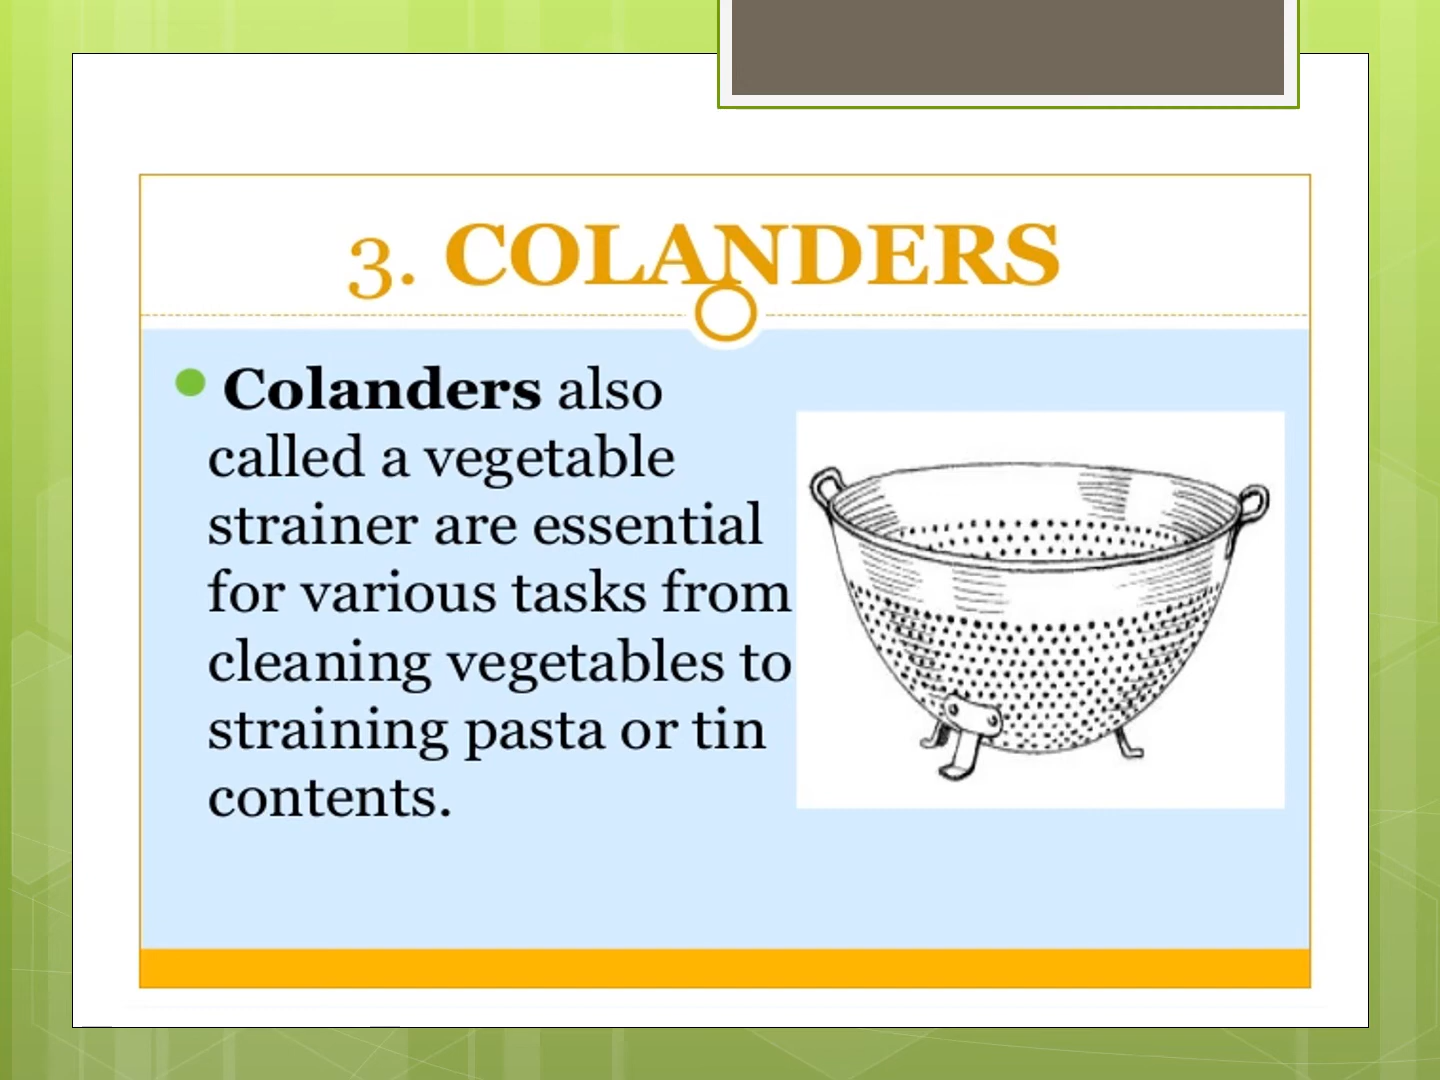 3. COLANDERS
Colanders also
called a vegetable
strainer are essential
for various tasks from
cleaning vegetables to
straining pasta or tin
contents.